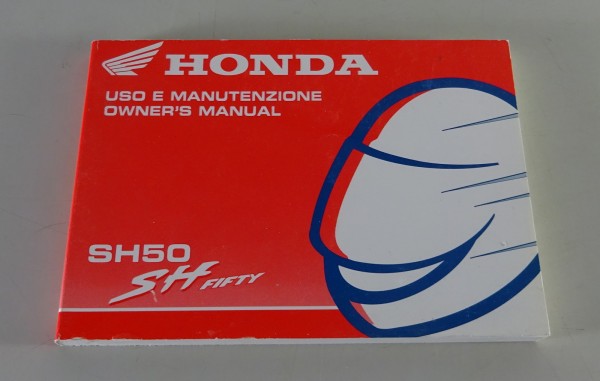 HONDA
USO E MANUTENZIONE
OWNER'S MANUAL
SH50
SH FIFTY